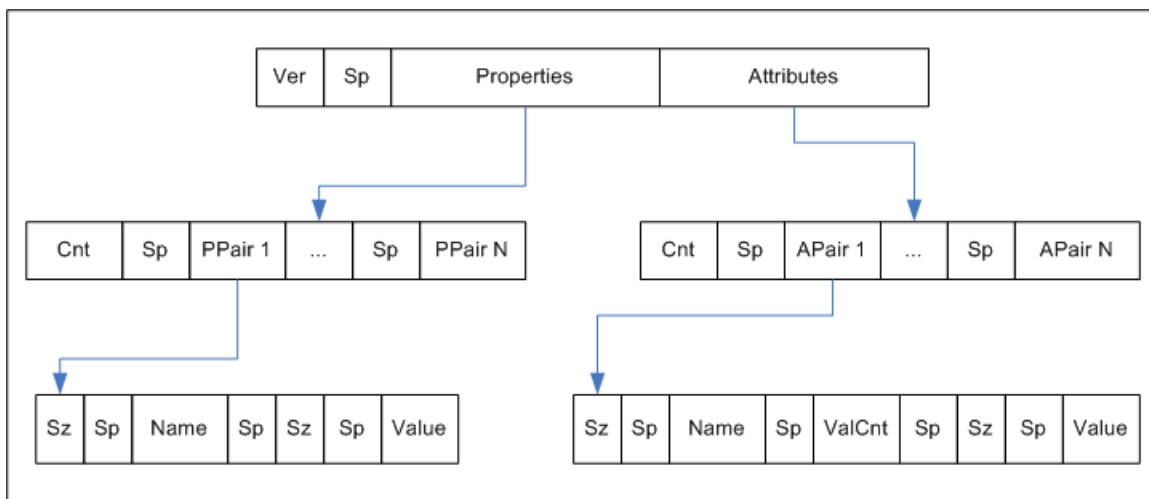 Ver Sp Properties Attributes
Cnt Sp PPair 1 ... Sp PPair N
Cnt Sp APair 1 ... Sp APair N
Sz Sp Name Sp Sz Sp Value
Sz Sp Name Sp ValCnt Sp Sz Sp Value